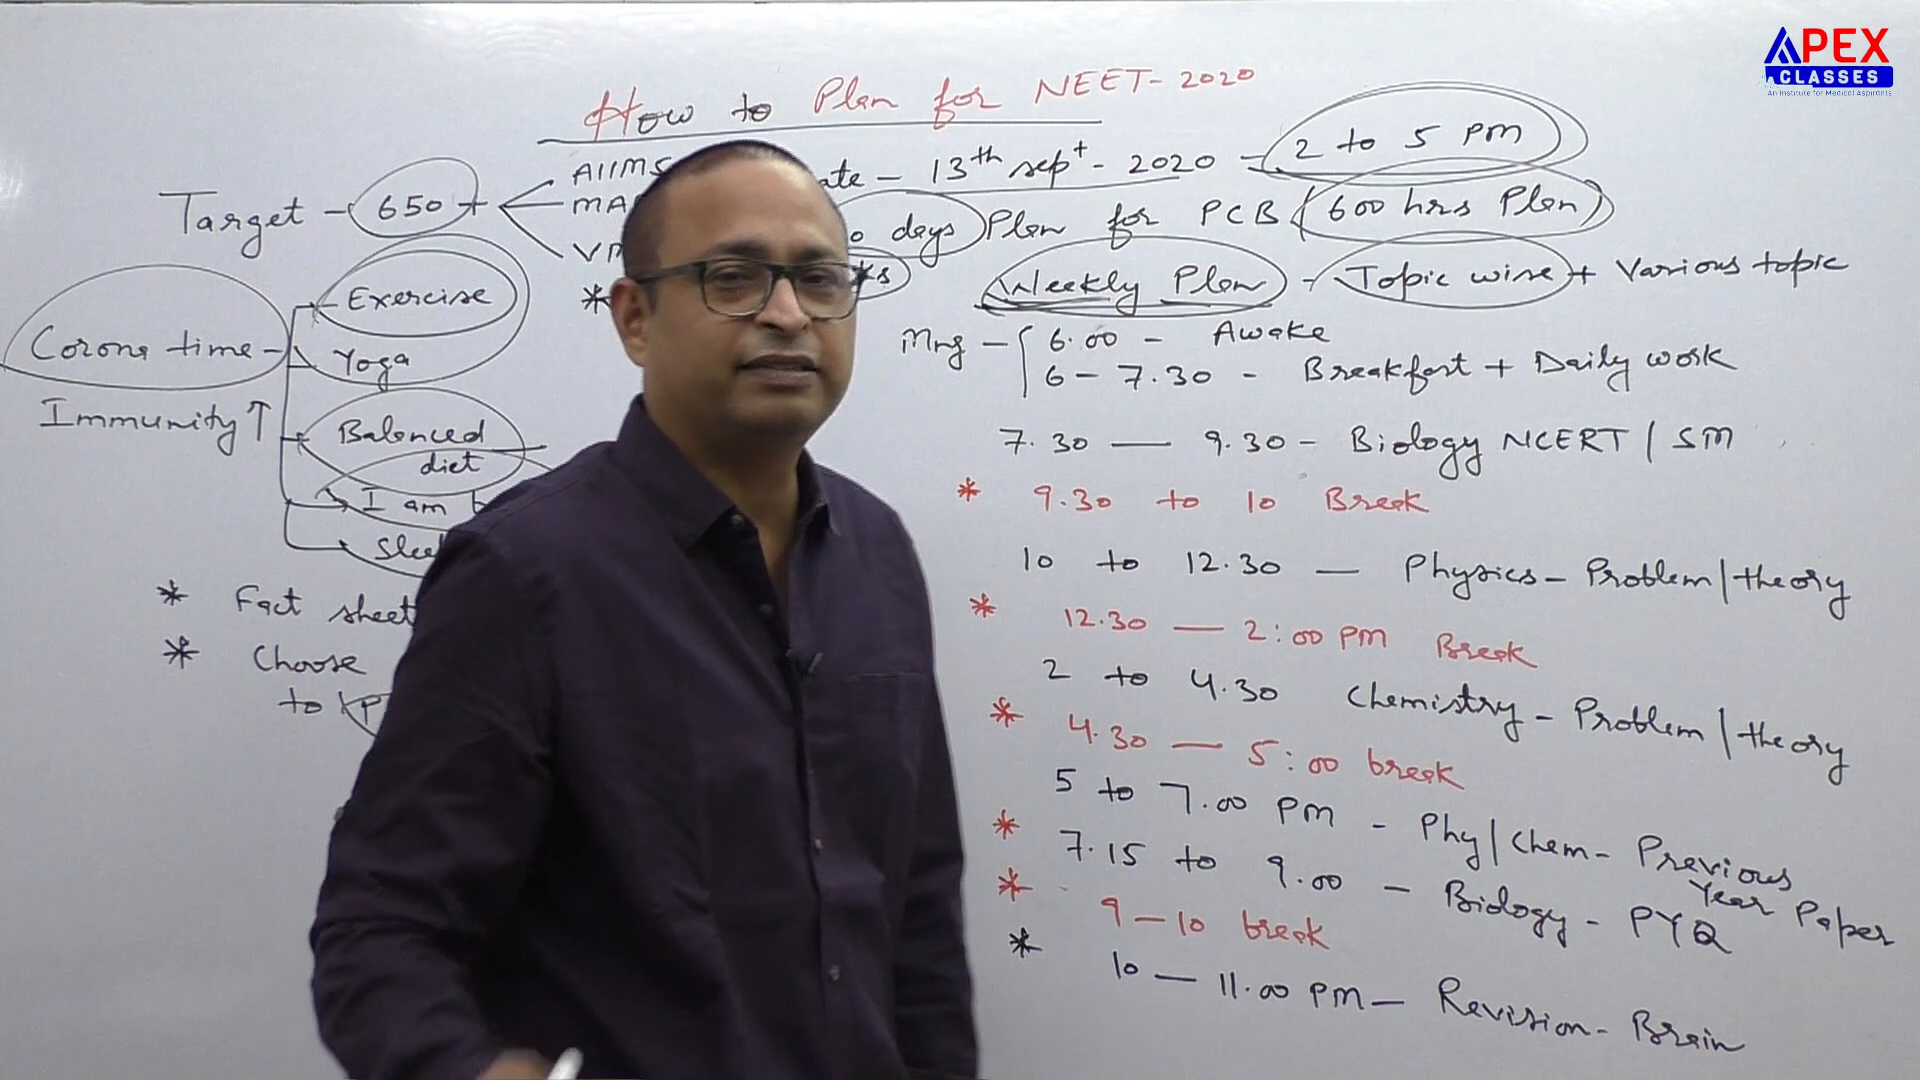 APEX
CLASSES
An Institute for Medical Aspirants
How to Plan for NEET-2020
Target - 650 +
AIIMS
ate - 13th sept - 2020 - 2 to 5 pm
days Plan for PCB (600 hrs Plan)
Weekly Plan - Topic wise + Various topic
Corona time -
Immunity ↑
Exercise
Yoga
Balanced
diet
I am
* Fact sheet
* Choose
to
*
Mrg - 6.00 - Awake
6 - 7.30 - Breakfast + Daily work
7.30 — 9.30 - Biology NCERT / SM
* 9.30 to 10 Break
10 to 12.30 — Physics - Problem / theory
* 12.30 — 2:00 PM Break
2 to 4.30 Chemistry - Problem / theory
* 4.30 — 5:00 break
5 to 7.00 PM - Phy / Chem - Previous
Year Paper
* 7.15 to 9.00 - Biology - PYQ
* 9 — 10 break
* 10 — 11.00 PM — Revision - Brain